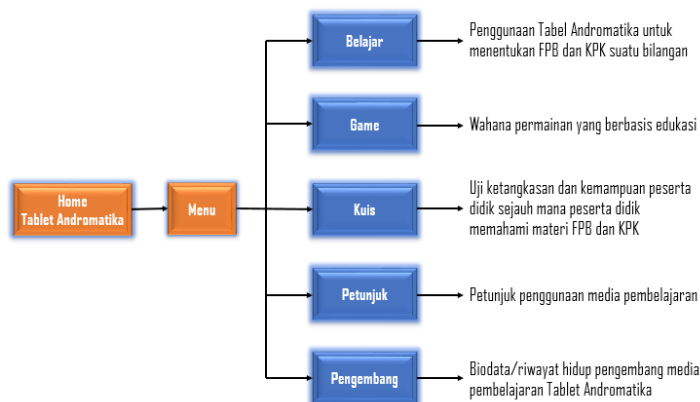 Home
Tablet Andromatika
Menu
Belajar
Penggunaan Tabel Andromatika untuk
menentukan FPB dan KPK suatu bilangan
Game
Wahana permainan yang berbasis edukasi
Kuis
Uji ketangkasan dan kemampuan peserta
didik sejauh mana peserta didik
memahami materi FPB dan KPK
Petunjuk
Petunjuk penggunaan media pembelajaran
Pengembang
Biodata/riwayat hidup pengembang media
pembelajaran Tablet Andromatika